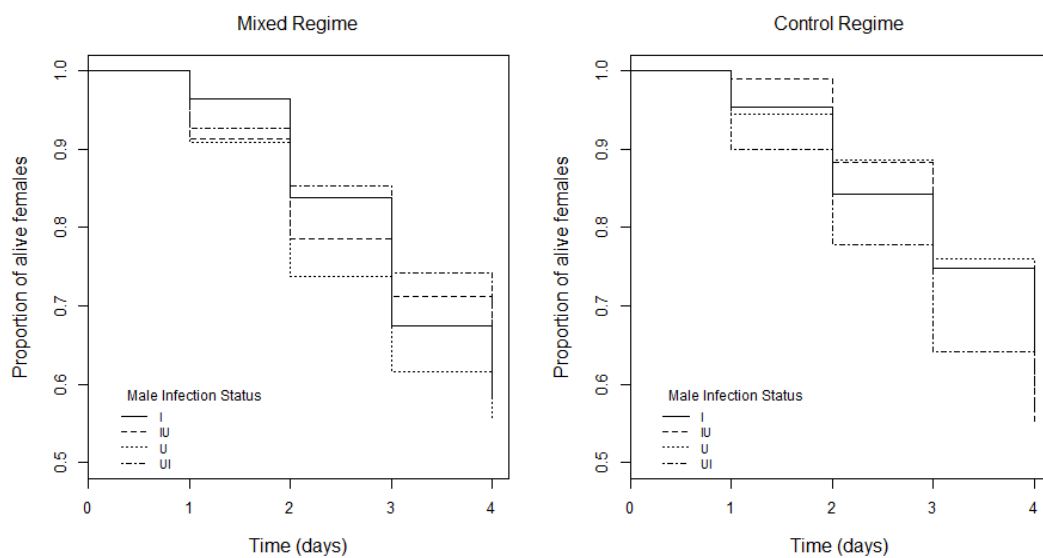 Mixed Regime
Proportion of alive females
1.0
0.9
0.8
0.7
0.6
0.5
Male Infection Status
I
IU
U
UI
0 1 2 3 4
Time (days)
Control Regime
Proportion of alive females
1.0
0.9
0.8
0.7
0.6
0.5
Male Infection Status
I
IU
U
UI
0 1 2 3 4
Time (days)